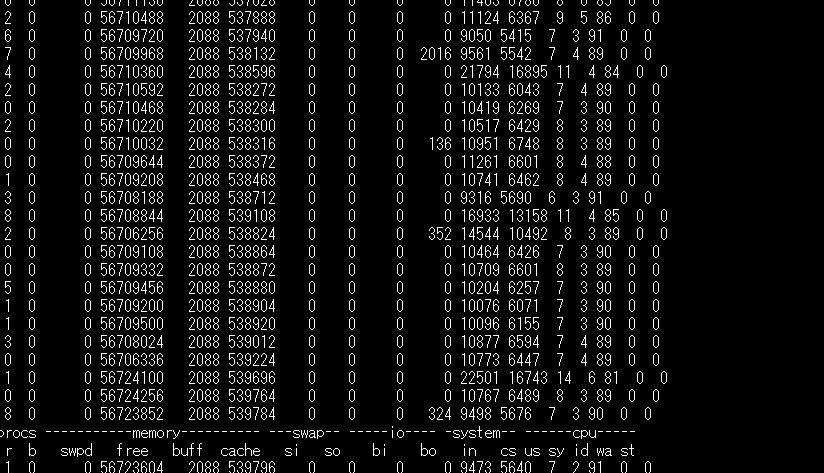 2 0 0 56710488 2088 537888 0 0 0 0 11124 6367 9 5 86 0 0
6 0 0 56709720 2088 537940 0 0 0 0 9050 5415 7 3 91 0 0
7 0 0 56709968 2088 538132 0 0 0 2016 9561 5542 7 4 89 0 0
4 0 0 56710360 2088 538596 0 0 0 0 21794 16895 11 4 84 0 0
2 0 0 56710592 2088 538272 0 0 0 0 10133 6043 7 4 89 0 0
0 0 0 56710468 2088 538284 0 0 0 0 10419 6269 7 3 90 0 0
2 0 0 56710220 2088 538300 0 0 0 0 10517 6429 8 3 89 0 0
0 0 0 56710032 2088 538316 0 0 0 136 10951 6748 8 3 89 0 0
0 0 0 56709644 2088 538372 0 0 0 0 11261 6601 8 4 88 0 0
1 0 0 56709208 2088 538468 0 0 0 0 10741 6462 8 4 89 0 0
3 0 0 56708188 2088 538712 0 0 0 0 9316 5690 6 3 91 0 0
8 0 0 56708844 2088 539108 0 0 0 0 16933 13158 11 4 85 0 0
2 0 0 56706256 2088 538824 0 0 0 352 14544 10492 8 3 89 0 0
0 0 0 56709108 2088 538864 0 0 0 0 10464 6426 7 3 90 0 0
0 0 0 56709332 2088 538872 0 0 0 0 10709 6601 8 3 89 0 0
5 0 0 56709456 2088 538880 0 0 0 0 10204 6257 7 3 90 0 0
1 0 0 56709200 2088 538904 0 0 0 0 10076 6071 7 3 90 0 0
1 0 0 56709500 2088 538920 0 0 0 0 10096 6155 7 3 90 0 0
3 0 0 56708024 2088 539012 0 0 0 0 10877 6594 7 4 89 0 0
0 0 0 56706336 2088 539224 0 0 0 0 10773 6447 7 4 89 0 0
1 0 0 56724100 2088 539696 0 0 0 0 22501 16743 14 6 81 0 0
0 0 0 56724256 2088 539764 0 0 0 0 10767 6489 8 3 89 0 0
8 0 0 56723852 2088 539784 0 0 0 324 9498 5676 7 3 90 0 0
procs -----------memory---------- ---swap-- -----io---- -system-- ------cpu-----
r b swpd free buff cache si so bi bo in cs us sy id wa st
1 0 0 56723604 2088 539796 0 0 0 0 9473 5640 7 2 91 0 0